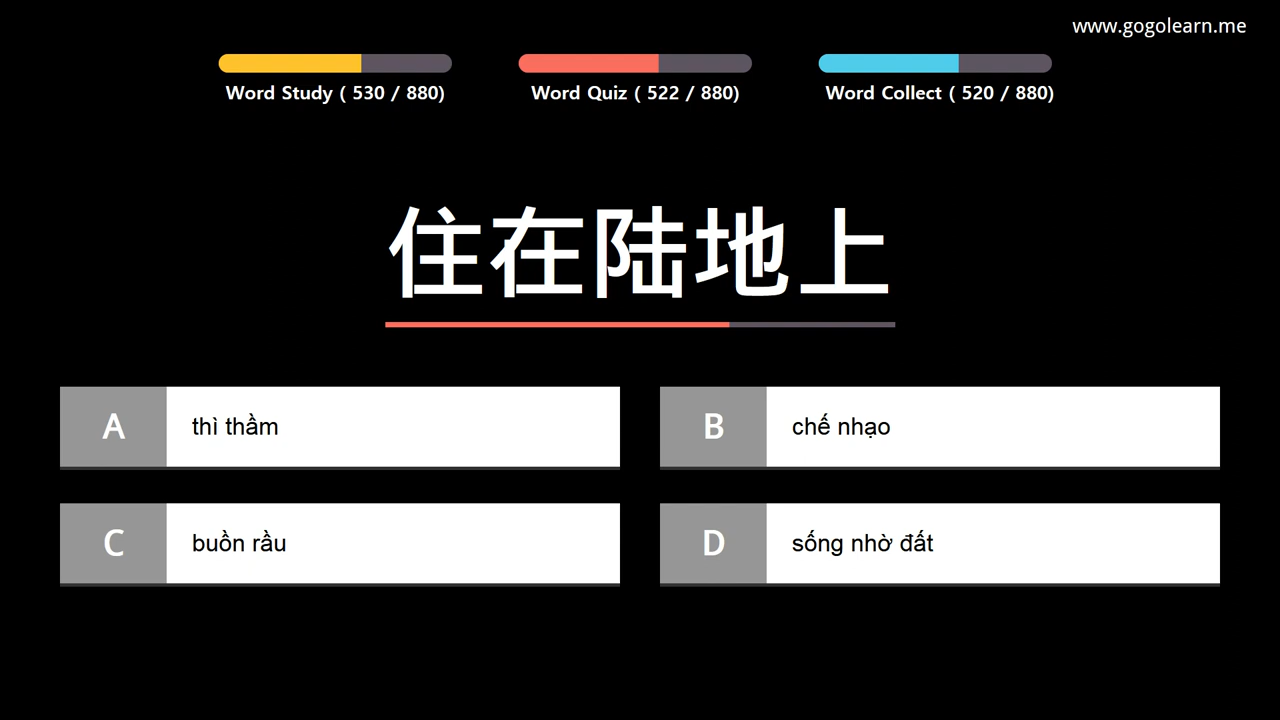 www.gogolearn.me
Word Study ( 530 / 880)
Word Quiz ( 522 / 880)
Word Collect ( 520 / 880)
住在陆地上
A
thì thầm
B
chế nhạo
C
buồn rầu
D
sống nhờ đất